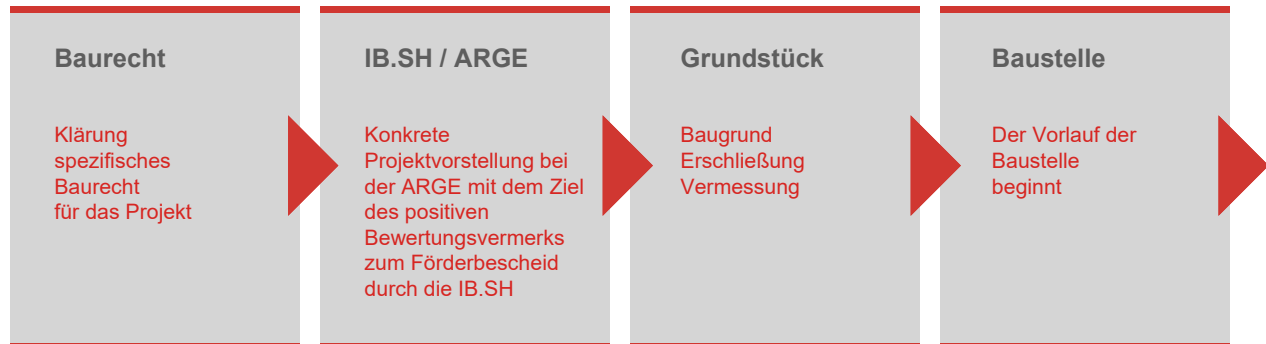 Baurecht
Klärung
spezifisches
Baurecht
für das Projekt
IB.SH / ARGE
Konkrete
Projektvorstellung bei
der ARGE mit dem Ziel
des positiven
Bewertungsvermerks
zum Förderbescheid
durch die IB.SH
Grundstück
Baugrund
Erschließung
Vermessung
Baustelle
Der Vorlauf der
Baustelle
beginnt